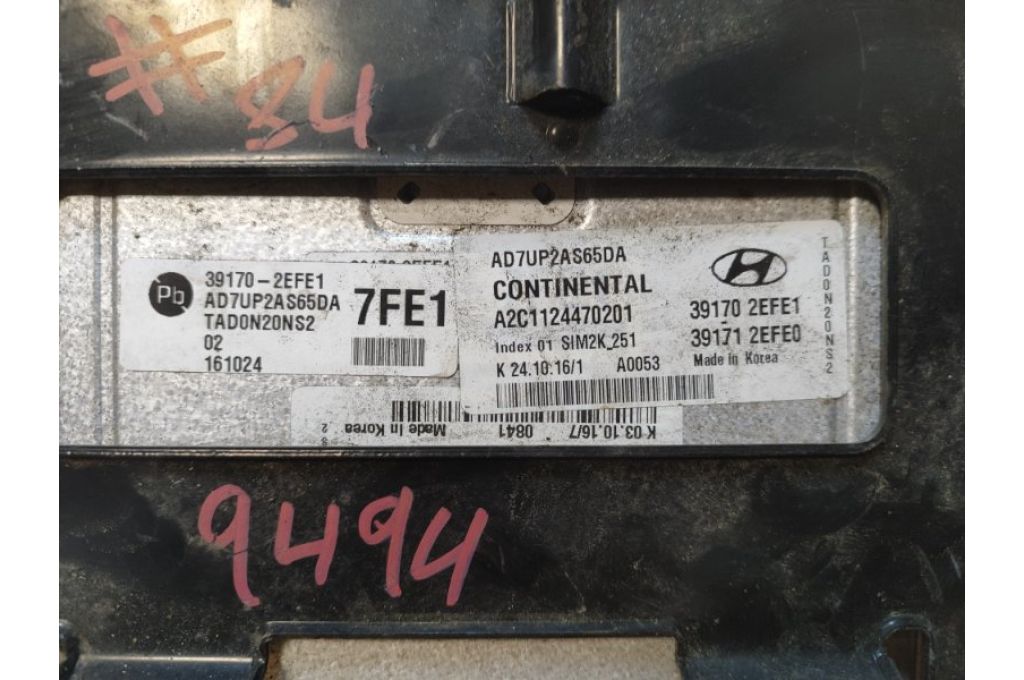 #84
Pb
39170-2EFE1
AD7UP2AS65DA
TAD0N20NS2
02
161024
7FE1
AD7UP2AS65DA
CONTINENTAL
A2C1124470201
Index 01 SIM2K_251
K 24.10.16/1 A0053
39170 2EFE1
39171 2EFE0
Made in Korea
TAD0N20NS2
K 03.10.16/7 0841 Made In Korea
9494